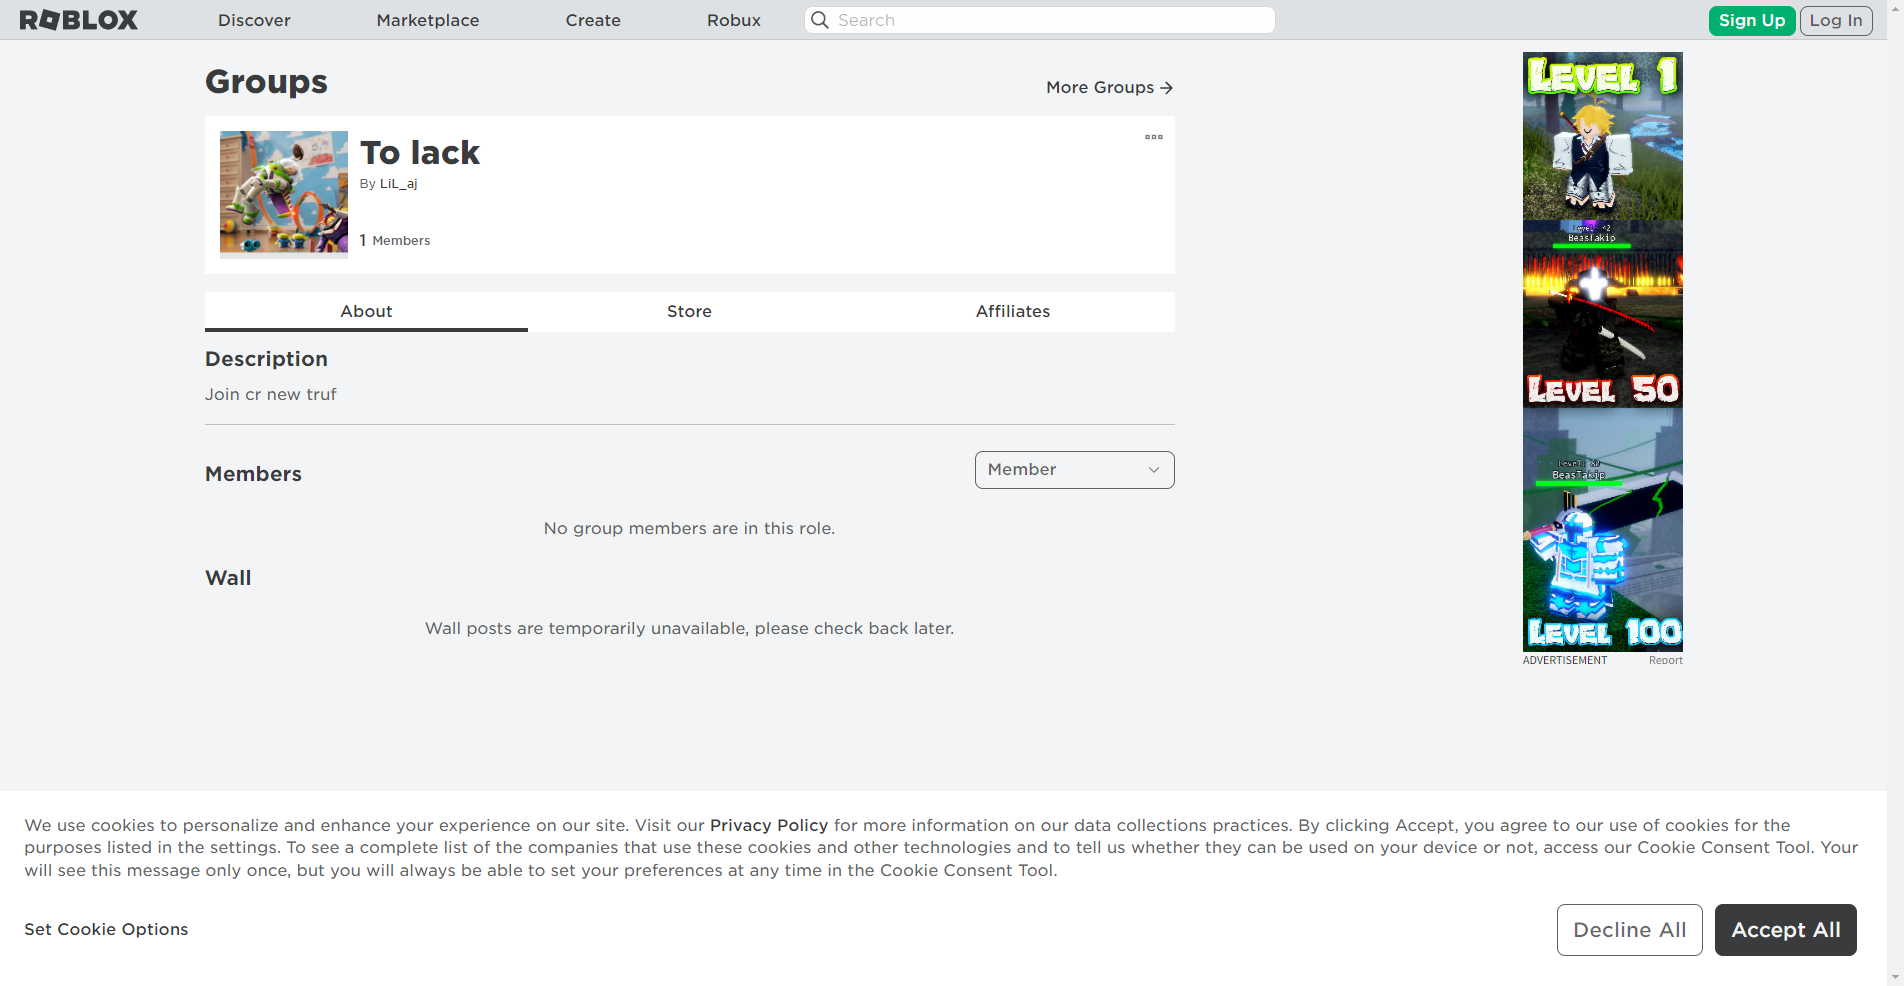 ROBLOX
Discover
Marketplace
Create
Robux
Search
Sign Up
Log In
Groups
More Groups
To lack
By LiL_aj
1 Members
About
Store
Affiliates
Description
Join cr new truf
Members
Member
No group members are in this role.
Wall
Wall posts are temporarily unavailable, please check back later.
LEVEL 1
BeasTakip
LEVEL 50
BeasTakip
LEVEL 100
ADVERTISEMENT
Report
We use cookies to personalize and enhance your experience on our site. Visit our Privacy Policy for more information on our data collections practices. By clicking Accept, you agree to our use of cookies for the
purposes listed in the settings. To see a complete list of the companies that use these cookies and other technologies and to tell us whether they can be used on your device or not, access our Cookie Consent Tool. Your
will see this message only once, but you will always be able to set your preferences at any time in the Cookie Consent Tool.
Set Cookie Options
Decline All
Accept All